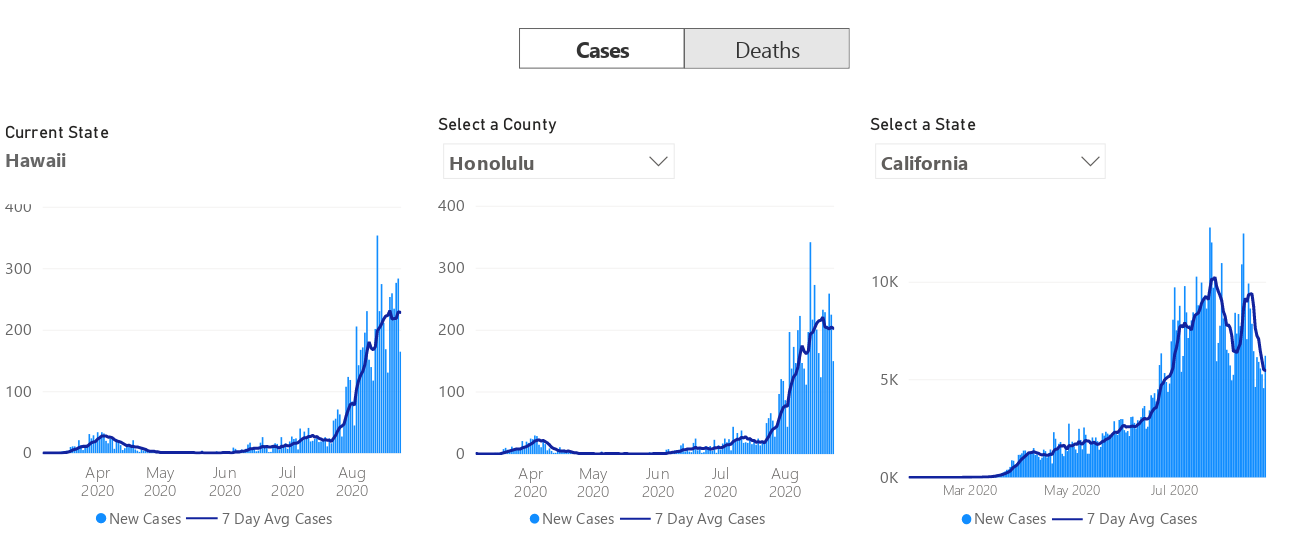 Cases Deaths
Current State
Hawaii
400
300
200
100
0
Apr May Jun Jul Aug
2020 2020 2020 2020 2020
New Cases 7 Day Avg Cases
Select a County
Honolulu
400
300
200
100
0
Apr May Jun Jul Aug
2020 2020 2020 2020 2020
New Cases 7 Day Avg Cases
Select a State
California
10K
5K
0K
Mar 2020 May 2020 Jul 2020
New Cases 7 Day Avg Cases